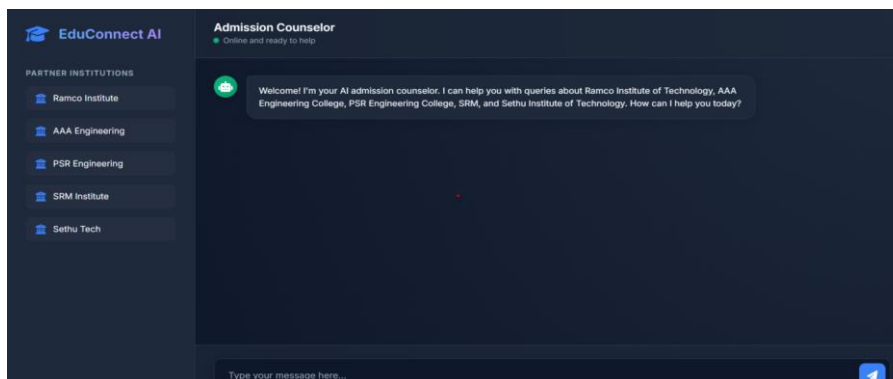 EduConnect AI
PARTNER INSTITUTIONS
Ramco Institute
AAA Engineering
PSR Engineering
SRM Institute
Sethu Tech
Admission Counselor
Online and ready to help
Welcome! I'm your AI admission counselor. I can help you with queries about Ramco Institute of Technology, AAA
Engineering College, PSR Engineering College, SRM, and Sethu Institute of Technology. How can I help you today?
Type your message here...